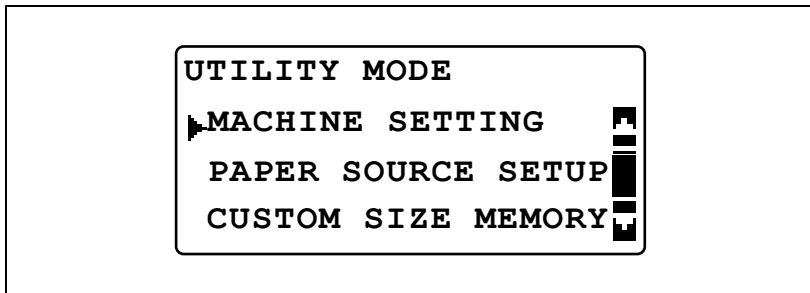 UTILITY MODE
MACHINE SETTING
PAPER SOURCE SETUP
CUSTOM SIZE MEMORY